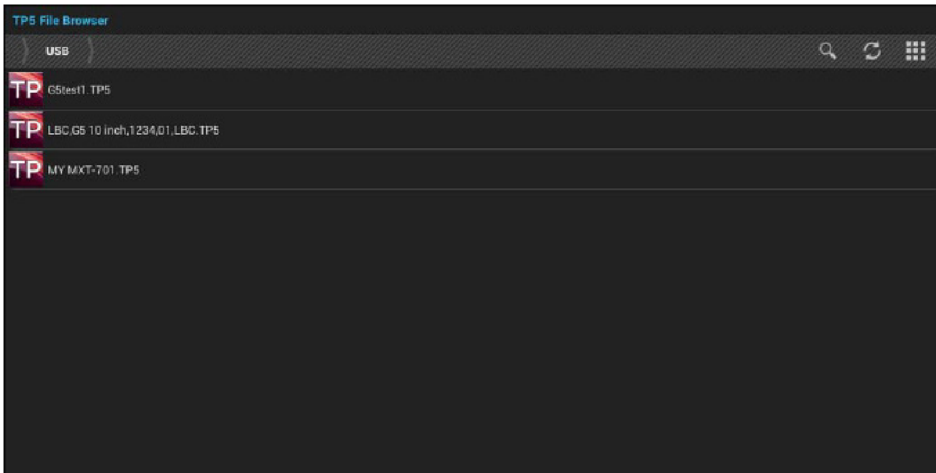 TP5 File Browser
USB
TP G5test1.TP5
TP LBC,G5 10 inch,1234,01,LBC.TP5
TP MY MXT-701.TP5